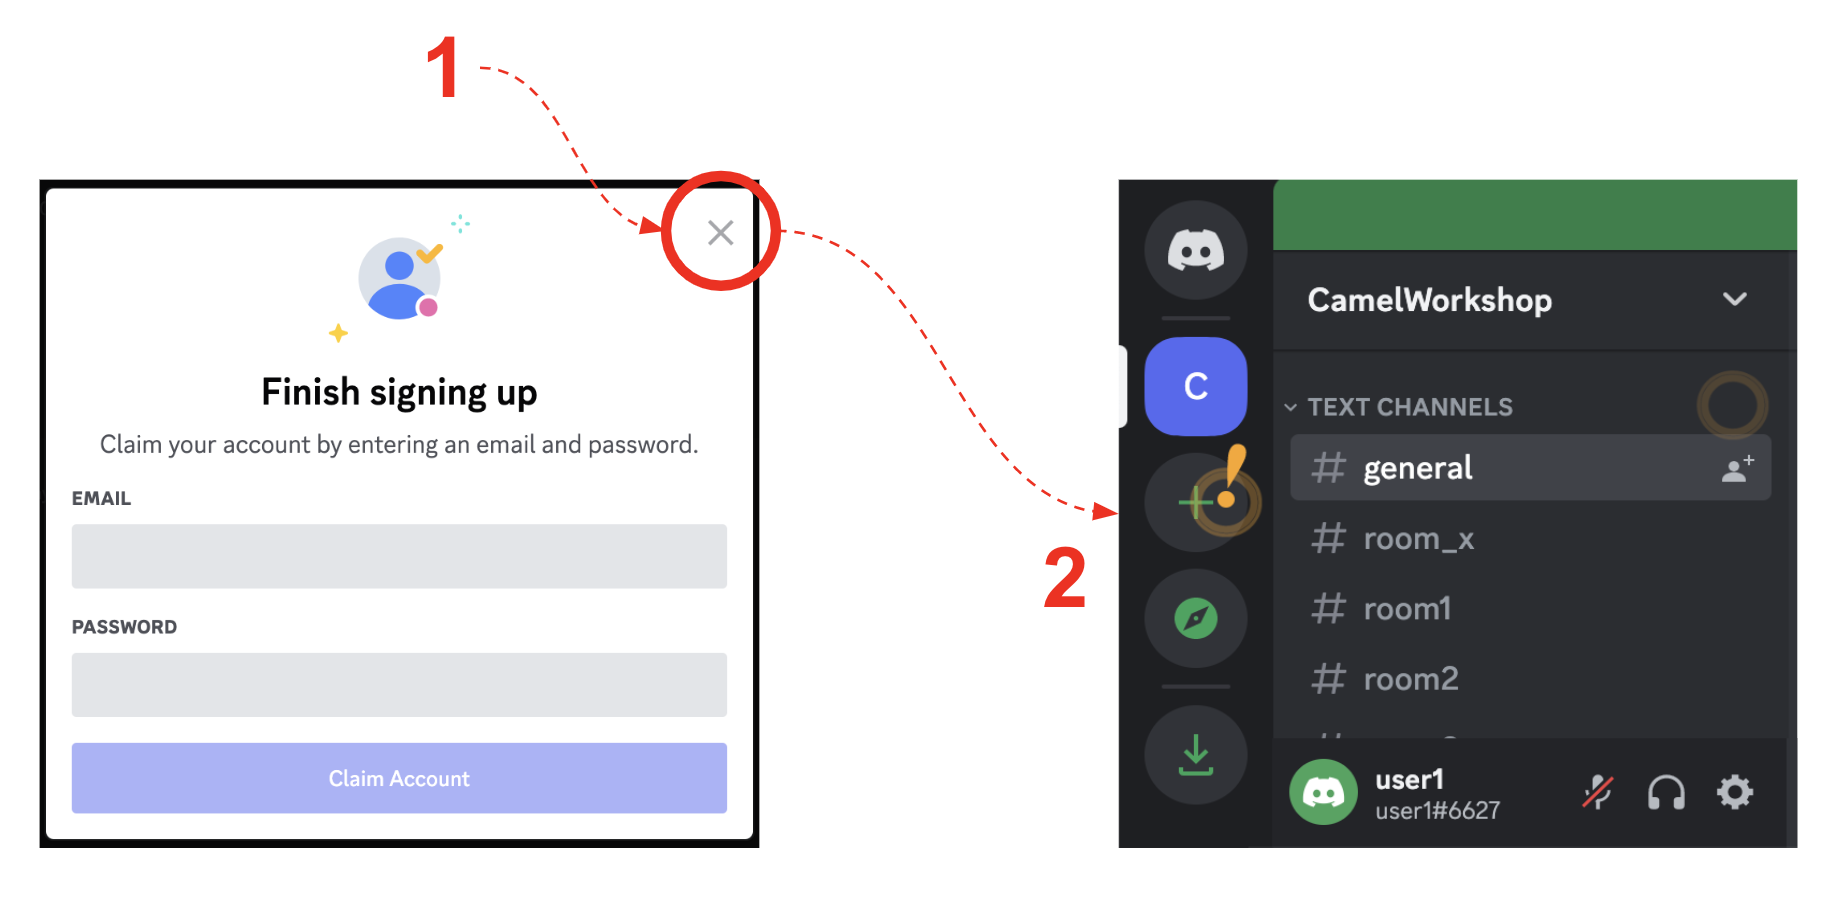 1
Finish signing up
Claim your account by entering an email and password.
EMAIL
PASSWORD
Claim Account
2
CamelWorkshop
C
TEXT CHANNELS
# general
# room_x
# room1
# room2
user1
user1#6627